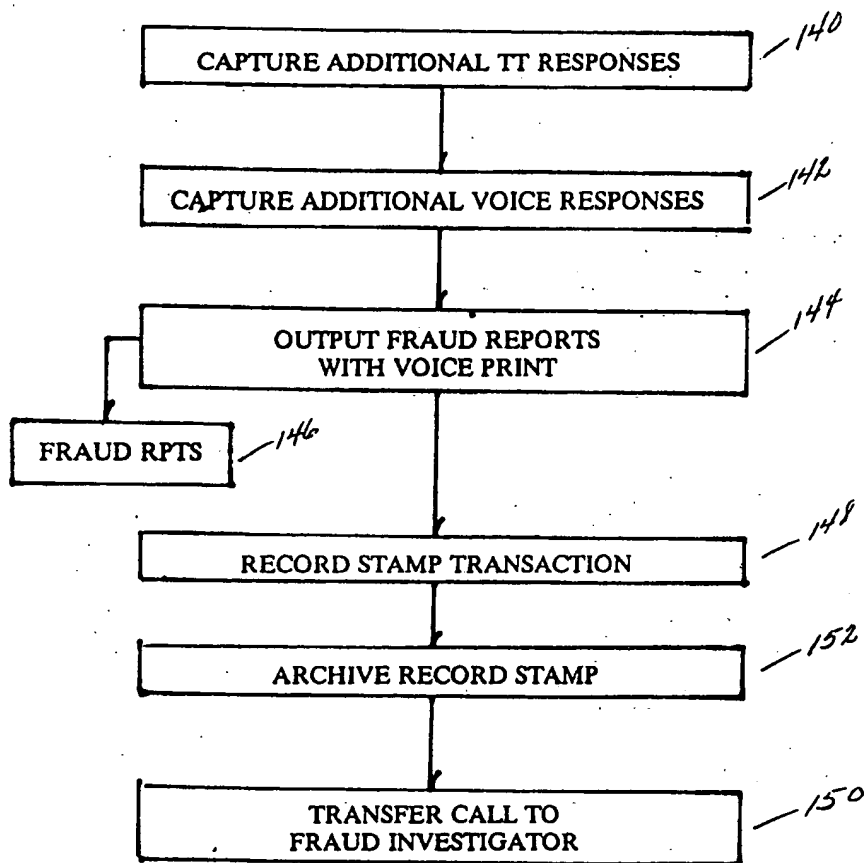 CAPTURE ADDITIONAL TT RESPONSES
140
CAPTURE ADDITIONAL VOICE RESPONSES
142
OUTPUT FRAUD REPORTS
WITH VOICE PRINT
144
FRAUD RPTS
146
RECORD STAMP TRANSACTION
148
ARCHIVE RECORD STAMP
152
TRANSFER CALL TO
FRAUD INVESTIGATOR
150